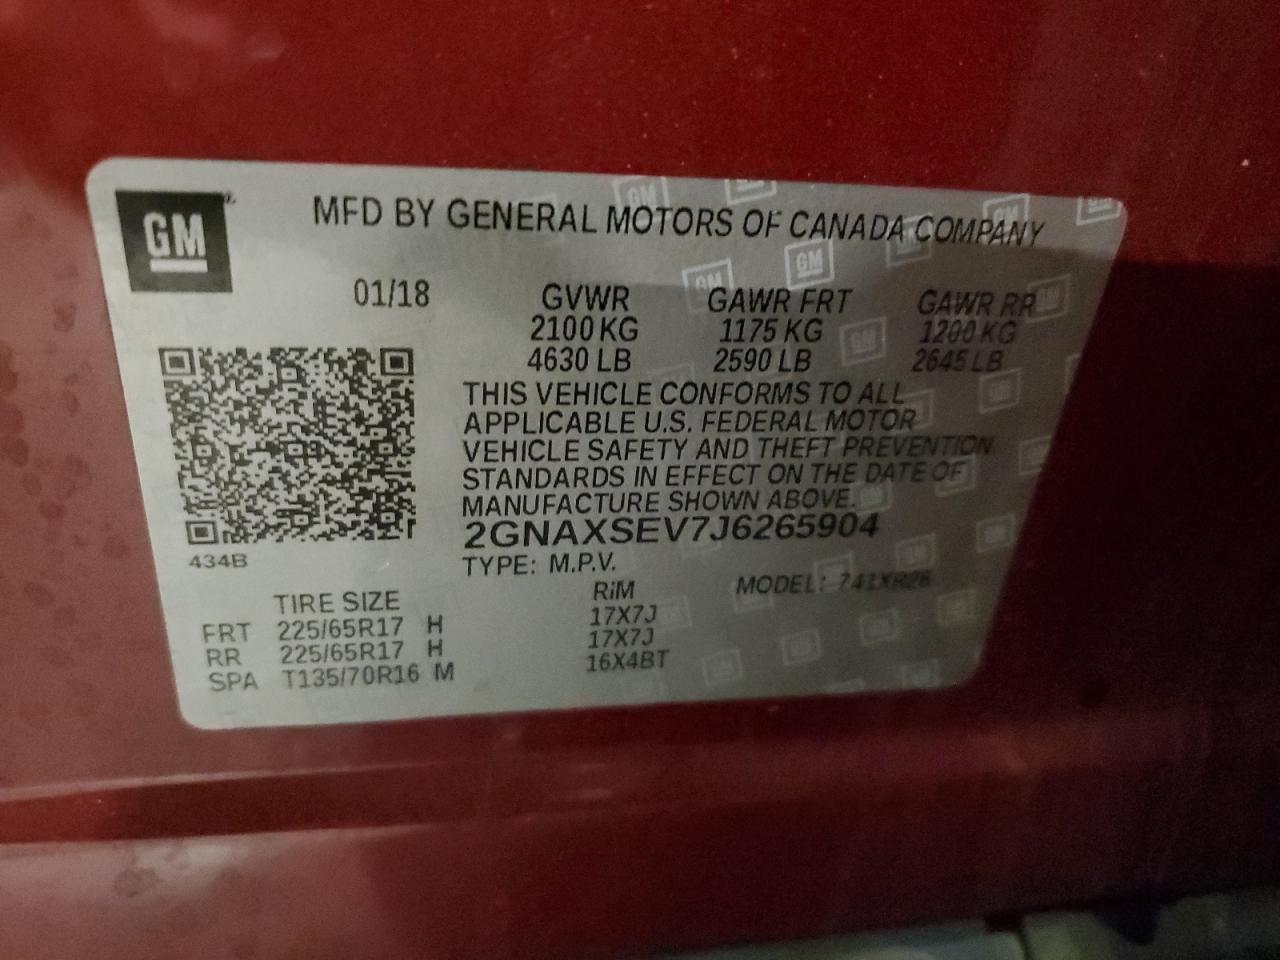 GM
MFD BY GENERAL MOTORS OF CANADA COMPANY
01/18 GVWR GAWR FRT GAWR RR
2100 KG 1175 KG 1200 KG
4630 LB 2590 LB 2645 LB
THIS VEHICLE CONFORMS TO ALL
APPLICABLE U.S. FEDERAL MOTOR
VEHICLE SAFETY AND THEFT PREVENTION
STANDARDS IN EFFECT ON THE DATE OF
MANUFACTURE SHOWN ABOVE.
2GNAXSEV7J6265904
434B
TYPE: M.P.V. MODEL: 741XR26
TIRE SIZE RiM
FRT 225/65R17 H 17X7J
RR 225/65R17 H 17X7J
SPA T135/70R16 M 16X4BT